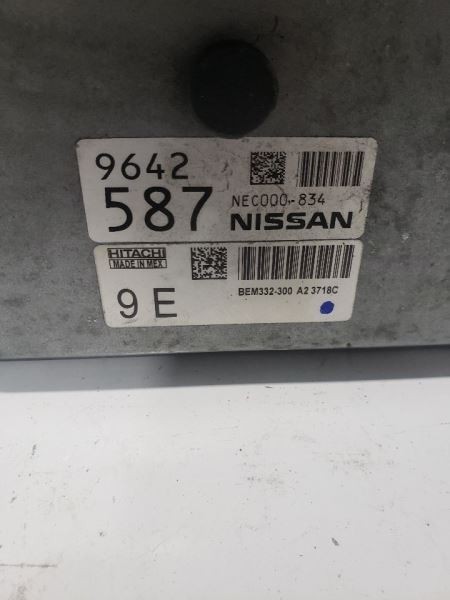 9642
587 NEC000-834
NISSAN
HITACHI
MADE IN MEX
9 E
BEM332-300 A2 3718C